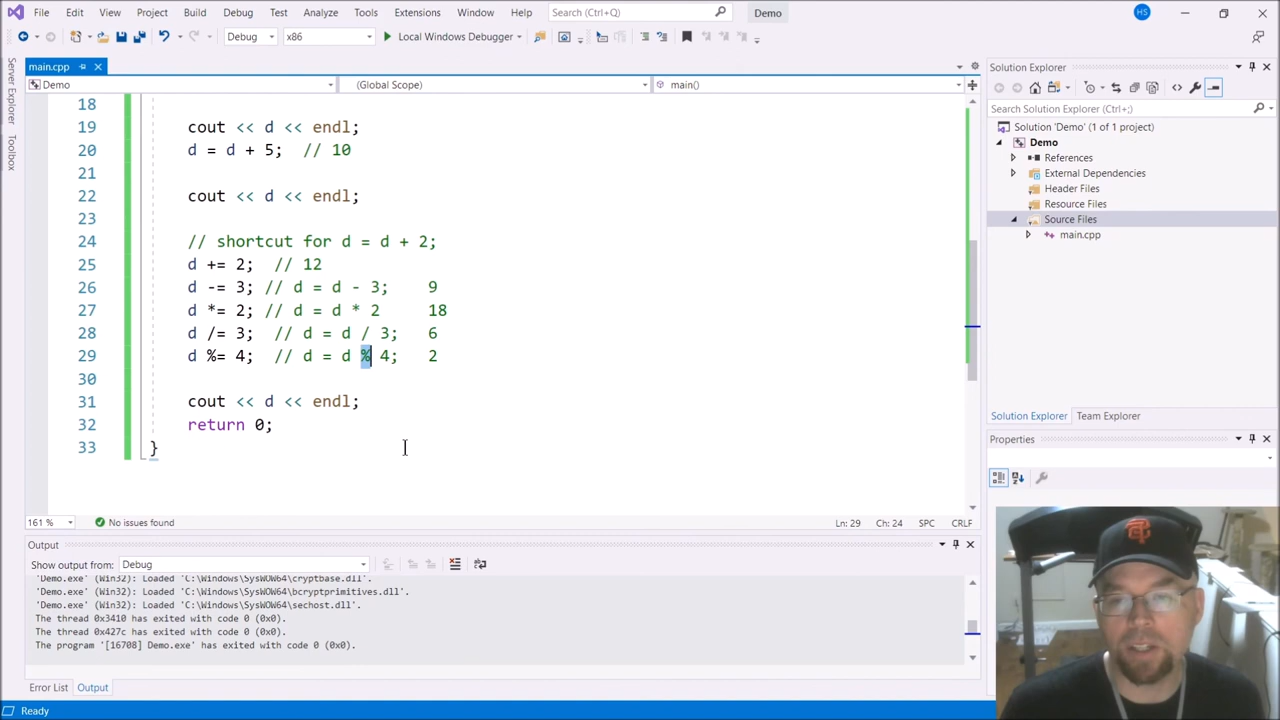 File Edit View Project Build Debug Test Analyze Tools Extensions Window Help Search (Ctrl+Q) Demo HS
Debug x86 Local Windows Debugger
Server Explorer
Toolbox
main.cpp
Demo (Global Scope) main()
18
19 cout << d << endl;
20 d = d + 5; // 10
21
22 cout << d << endl;
23
24 // shortcut for d = d + 2;
25 d += 2; // 12
26 d -= 3; // d = d - 3; 9
27 d *= 2; // d = d * 2 18
28 d /= 3; // d = d / 3; 6
29 d %= 4; // d = d % 4; 2
30
31 cout << d << endl;
32 return 0;
33 }
161 % No issues found Ln: 29 Ch: 24 SPC CRLF
Output
Show output from: Debug
'Demo.exe' (Win32): Loaded 'C:\Windows\SysWOW64\cryptbase.dll'.
'Demo.exe' (Win32): Loaded 'C:\Windows\SysWOW64\bcryptprimitives.dll'.
'Demo.exe' (Win32): Loaded 'C:\Windows\SysWOW64\sechost.dll'.
The thread 0x3410 has exited with code 0 (0x0).
The thread 0x427c has exited with code 0 (0x0).
The program '[16708] Demo.exe' has exited with code 0 (0x0).
Error List Output
Ready
Solution Explorer
Search Solution Explorer (Ctrl+;)
Solution 'Demo' (1 of 1 project)
Demo
References
External Dependencies
Header Files
Resource Files
Source Files
main.cpp
Solution Explorer Team Explorer
Properties